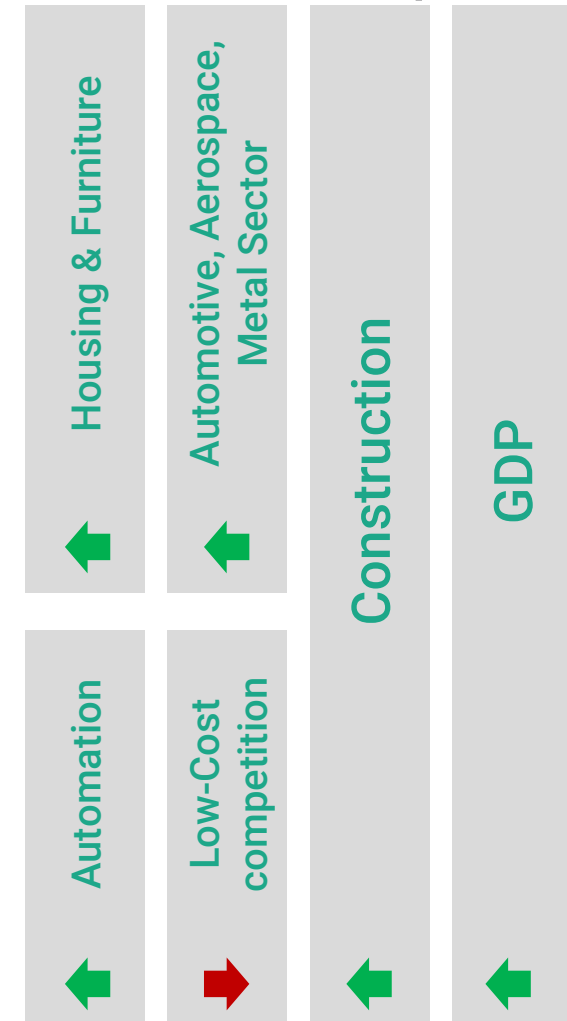 Housing & Furniture
Automotive, Aerospace,
Metal Sector
Construction
GDP
Automation
Low-Cost
competition